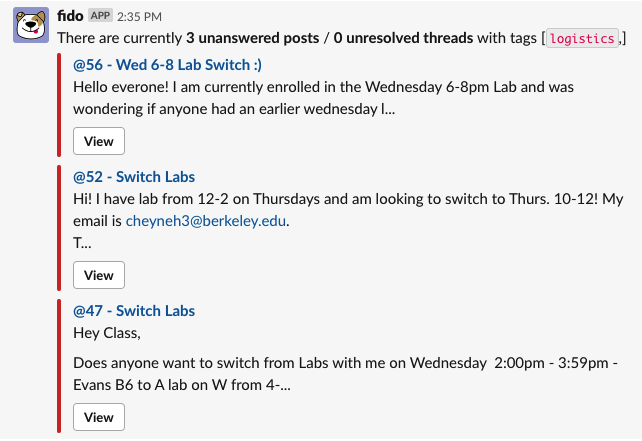 fido APP 2:35 PM
There are currently 3 unanswered posts / 0 unresolved threads with tags [logistics,]
@56 - Wed 6-8 Lab Switch :)
Hello everone! I am currently enrolled in the Wednesday 6-8pm Lab and was
wondering if anyone had an earlier wednesday l...
View
@52 - Switch Labs
Hi! I have lab from 12-2 on Thursdays and am looking to switch to Thurs. 10-12! My
email is cheyneh3@berkeley.edu.
T...
View
@47 - Switch Labs
Hey Class,
Does anyone want to switch from Labs with me on Wednesday  2:00pm - 3:59pm -
Evans B6 to A lab on W from 4-...
View